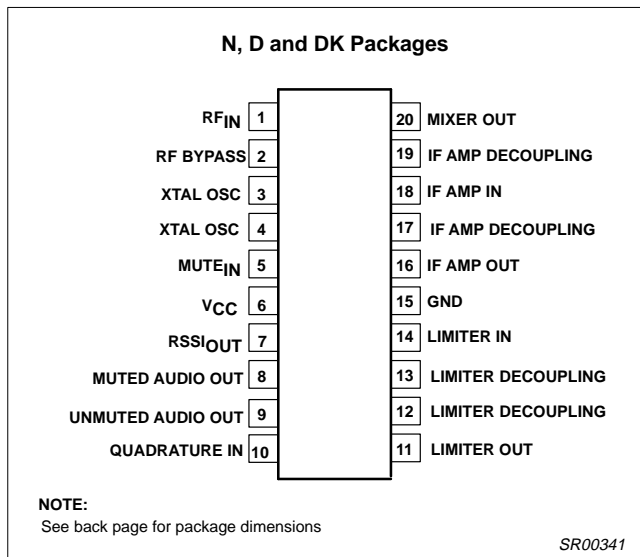 N, D and DK Packages
RFIN 1 20 MIXER OUT
RF BYPASS 2 19 IF AMP DECOUPLING
XTAL OSC 3 18 IF AMP IN
XTAL OSC 4 17 IF AMP DECOUPLING
MUTEIN 5 16 IF AMP OUT
VCC 6 15 GND
RSSIOUT 7 14 LIMITER IN
MUTED AUDIO OUT 8 13 LIMITER DECOUPLING
UNMUTED AUDIO OUT 9 12 LIMITER DECOUPLING
QUADRATURE IN 10 11 LIMITER OUT
NOTE:
See back page for package dimensions
SR00341